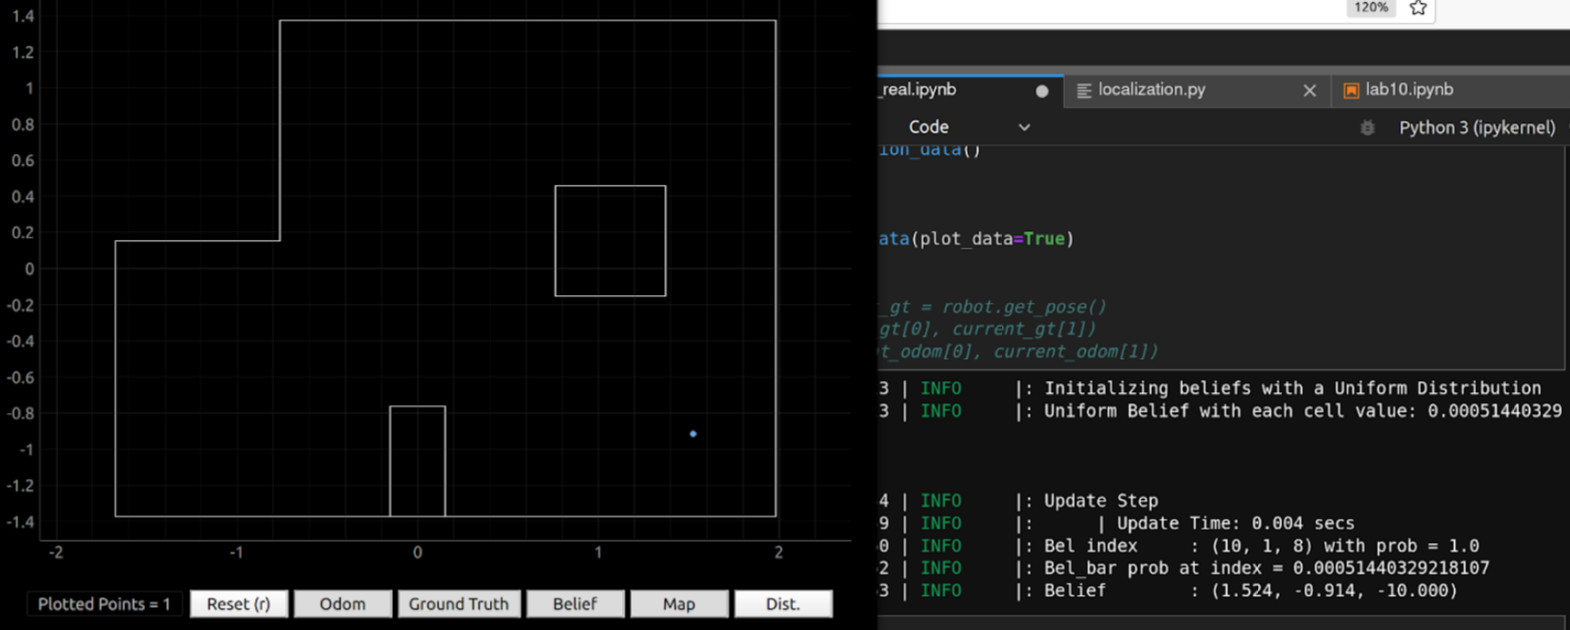 1.4
1.2
1
0.8
0.6
0.4
0.2
0
-0.2
-0.4
-0.6
-0.8
-1
-1.2
-1.4
-2 -1 0 1 2
Plotted Points = 1 Reset (r) Odom Ground Truth Belief Map Dist.
120%
_real.ipynb localization.py lab10.ipynb
Code Python 3 (ipykernel)
ion_data()
ata(plot_data=True)
_gt = robot.get_pose()
gt[0], current_gt[1])
t_odom[0], current_odom[1])
3 | INFO |: Initializing beliefs with a Uniform Distribution
3 | INFO |: Uniform Belief with each cell value: 0.00051440329
4 | INFO |: Update Step
9 | INFO |: | Update Time: 0.004 secs
0 | INFO |: Bel index : (10, 1, 8) with prob = 1.0
2 | INFO |: Bel_bar prob at index = 0.00051440329218107
3 | INFO |: Belief : (1.524, -0.914, -10.000)